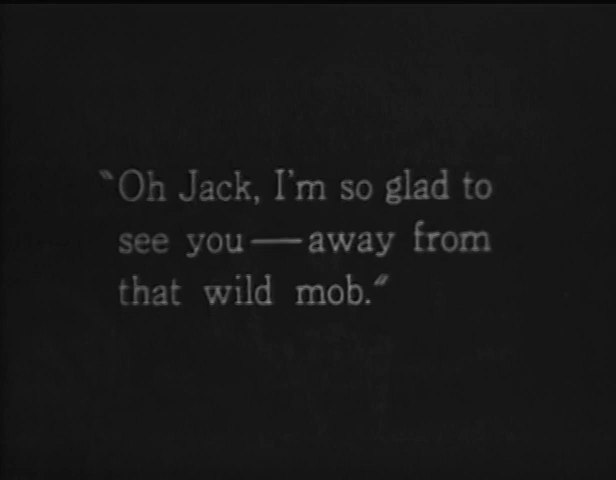 "Oh Jack, I'm so glad to
see you — away from
that wild mob."